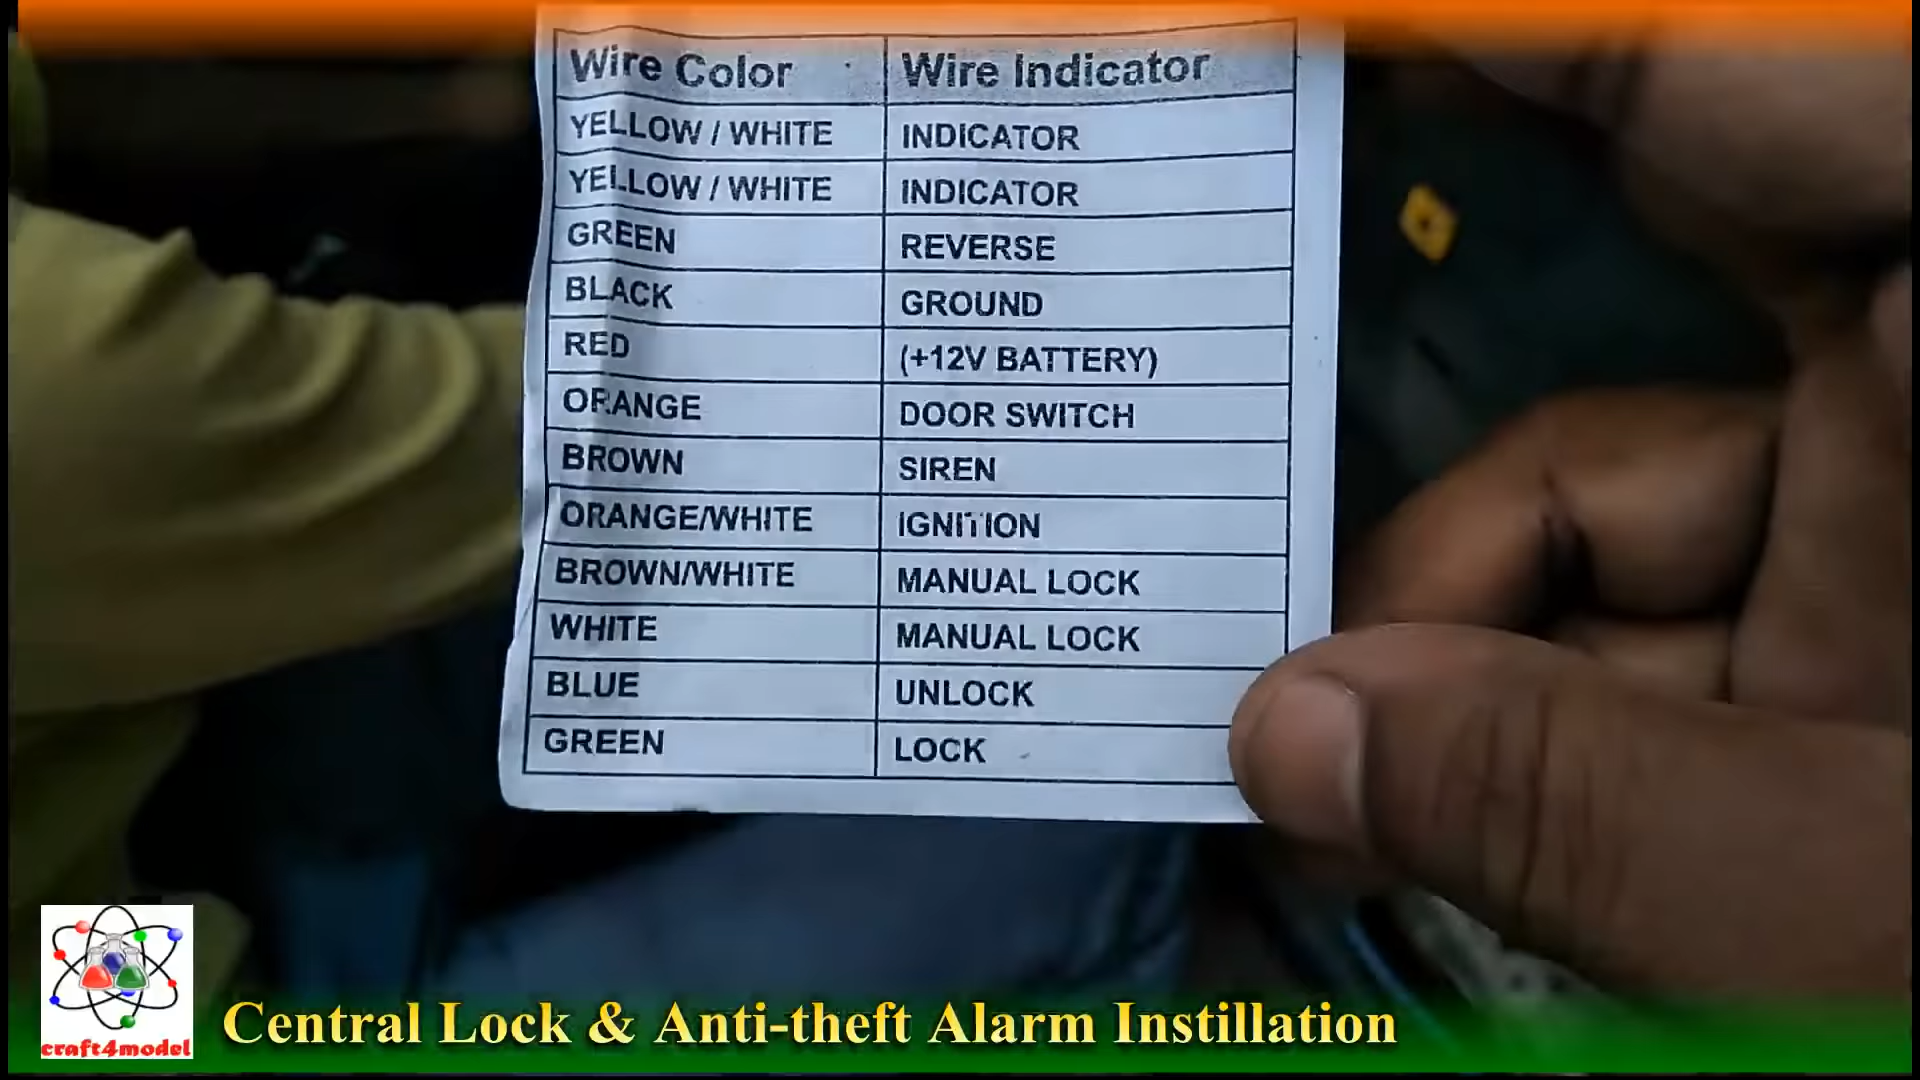 Wire Color Wire Indicator
YELLOW / WHITE INDICATOR
YELLOW / WHITE INDICATOR
GREEN REVERSE
BLACK GROUND
RED (+12V BATTERY)
ORANGE DOOR SWITCH
BROWN SIREN
ORANGE/WHITE IGNITION
BROWN/WHITE MANUAL LOCK
WHITE MANUAL LOCK
BLUE UNLOCK
GREEN LOCK
craft4model
Central Lock & Anti-theft Alarm Instillation